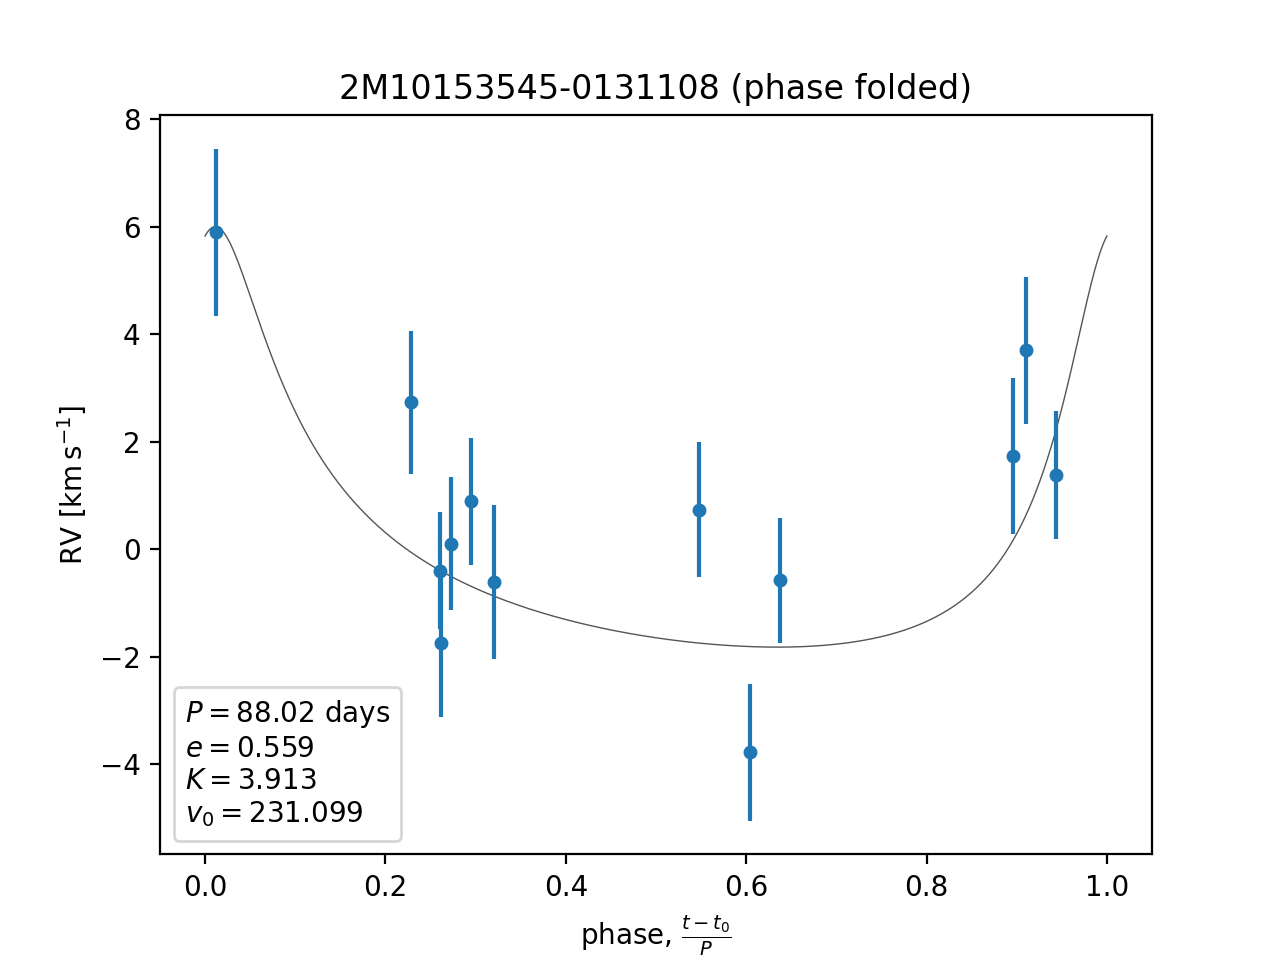 2M10153545-0131108 (phase folded)
RV [km s⁻¹]
8
6
4
2
0
−2
−4
P = 88.02 days
e = 0.559
K = 3.913
v₀ = 231.099
0.0 0.2 0.4 0.6 0.8 1.0
phase, (t − t₀)/P